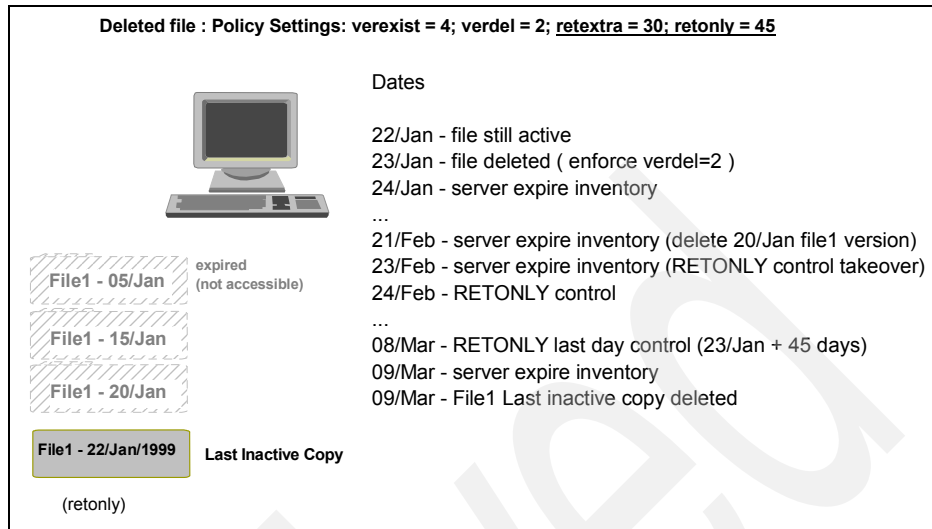 Deleted file : Policy Settings: verexist = 4; verdel = 2; retextra = 30; retonly = 45
Dates
22/Jan - file still active
23/Jan - file deleted ( enforce verdel=2 )
24/Jan - server expire inventory
...
21/Feb - server expire inventory (delete 20/Jan file1 version)
23/Feb - server expire inventory (RETONLY control takeover)
24/Feb - RETONLY control
...
08/Mar - RETONLY last day control (23/Jan + 45 days)
09/Mar - server expire inventory
09/Mar - File1 Last inactive copy deleted
File1 - 05/Jan
expired
(not accessible)
File1 - 15/Jan
File1 - 20/Jan
File1 - 22/Jan/1999
Last Inactive Copy
(retonly)